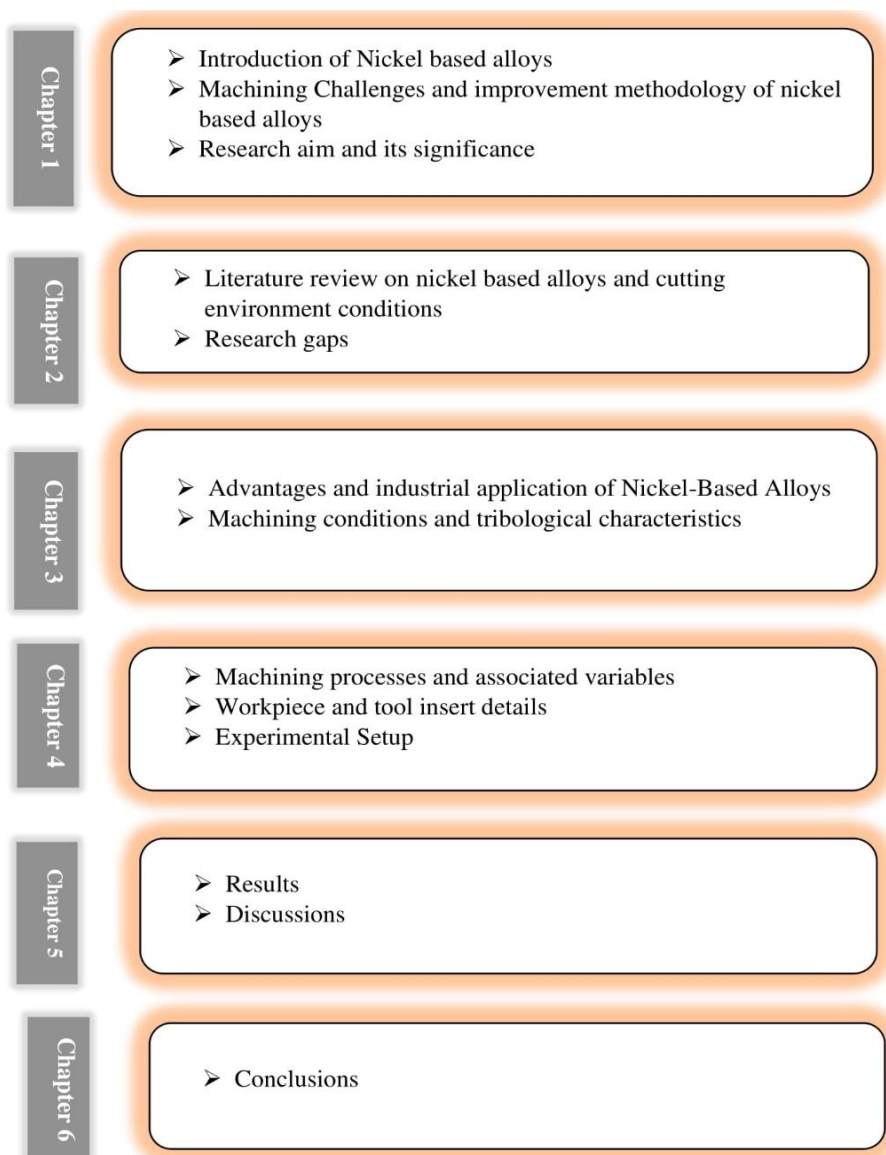 Chapter 1
➢ Introduction of Nickel based alloys
➢ Machining Challenges and improvement methodology of nickel
based alloys
➢ Research aim and its significance
Chapter 2
➢ Literature review on nickel based alloys and cutting
environment conditions
➢ Research gaps
Chapter 3
➢ Advantages and industrial application of Nickel-Based Alloys
➢ Machining conditions and tribological characteristics
Chapter 4
➢ Machining processes and associated variables
➢ Workpiece and tool insert details
➢ Experimental Setup
Chapter 5
➢ Results
➢ Discussions
Chapter 6
➢ Conclusions